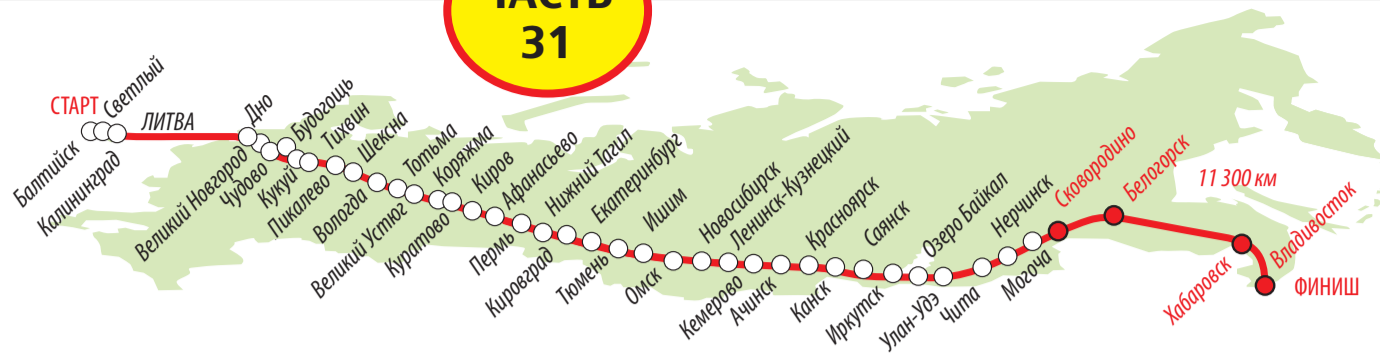 ЧАСТЬ
31
СТАРТ
Балтийск
Светлый
Калининград
ЛИТВА
Дно
Великий Новгород
Чудово
Будогощь
Кукуй
Тихвин
Пикалево
Шексна
Вологда
Тотьма
Великий Устюг
Коряжма
Куратово
Киров
Афанасьево
Пермь
Нижний Тагил
Кировград
Екатеринбург
Тюмень
Ишим
Омск
Новосибирск
Ленинск-Кузнецкий
Кемерово
Ачинск
Красноярск
Канск
Саянск
Иркутск
Озеро Байкал
Улан-Удэ
Чита
Нерчинск
Могоча
Сковородино
Белогорск
11 300 км
Хабаровск
Владивосток
ФИНИШ